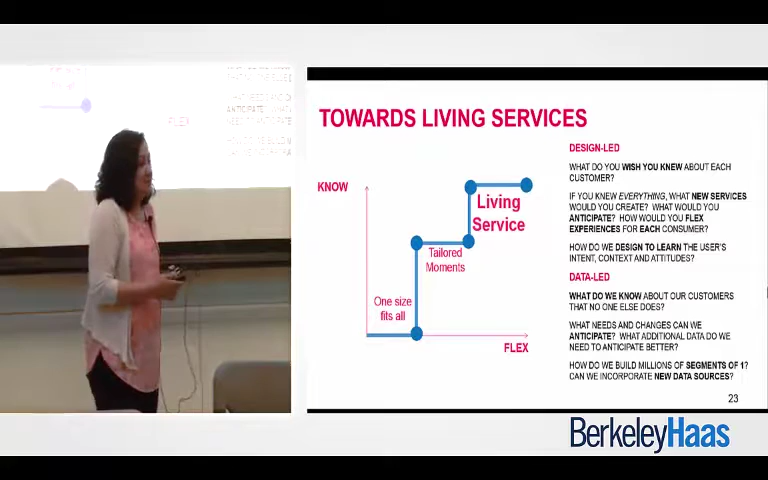 TOWARDS LIVING SERVICES
DESIGN-LED
WHAT DO YOU WISH YOU KNEW ABOUT EACH
CUSTOMER?
IF YOU KNEW EVERYTHING, WHAT NEW SERVICES
WOULD YOU CREATE? WHAT WOULD YOU
ANTICIPATE? HOW WOULD YOU FLEX
EXPERIENCES FOR EACH CONSUMER?
HOW DO WE DESIGN TO LEARN THE USER'S
INTENT, CONTEXT AND ATTITUDES?
DATA-LED
WHAT DO WE KNOW ABOUT OUR CUSTOMERS
THAT NO ONE ELSE DOES?
WHAT NEEDS AND CHANGES CAN WE
ANTICIPATE? WHAT ADDITIONAL DATA DO WE
NEED TO ANTICIPATE BETTER?
HOW DO WE BUILD MILLIONS OF SEGMENTS OF 1?
CAN WE INCORPORATE NEW DATA SOURCES?
KNOW
Living
Service
Tailored
Moments
One size
fits all
FLEX
23
BerkeleyHaas
FLEX